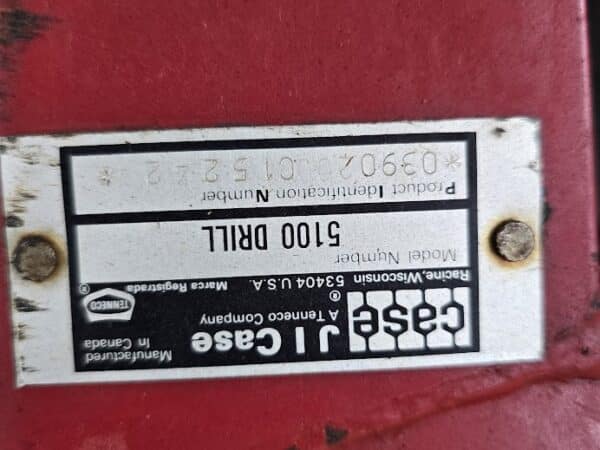 Manufactured
In Canada
TENNECO
®
case
J I Case
A Tenneco Company
®
Racine, Wisconsin 53404 U.S.A.
Marca Registrada
Model Number
5100 DRILL
Product Identification Number